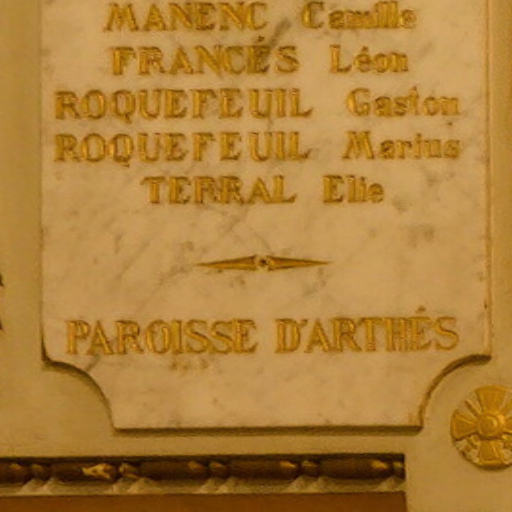 MANENC Camille
FRANCÉS Léon
ROQUEFEUIL Gaston
ROQUEFEUIL Marius
TERRAL Elie
PAROISSE D'ARTHÉS